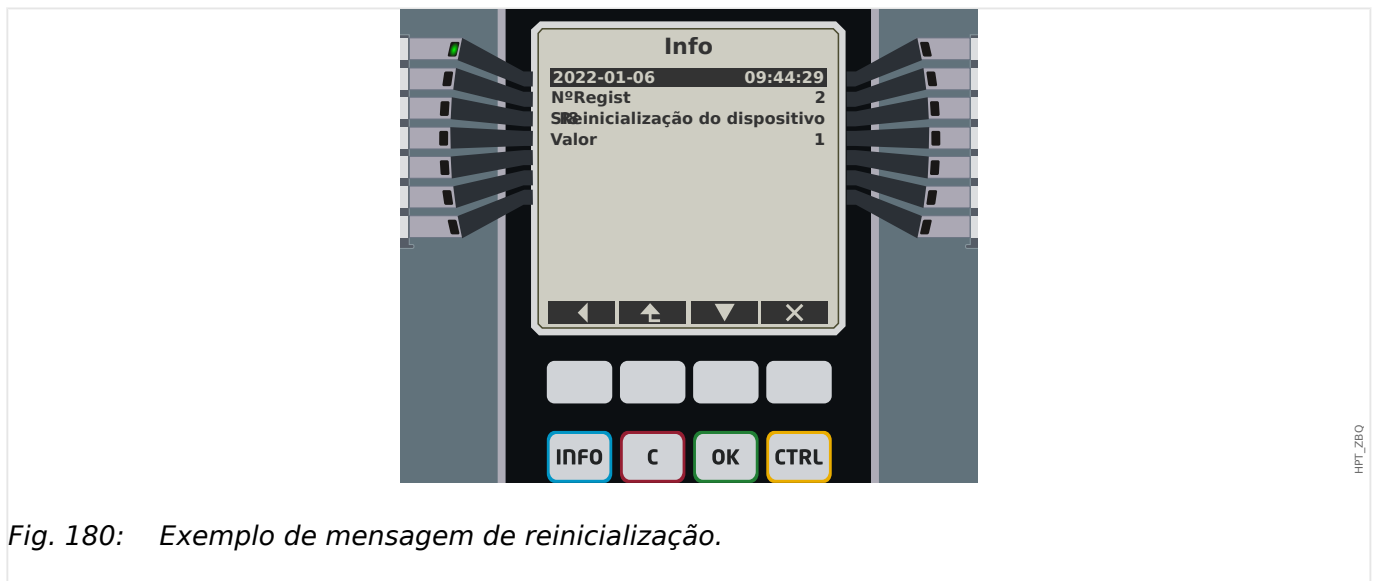 Info
2022-01-06 09:44:29
NºRegist 2
Reinicialização do dispositivo
Valor 1
INFO C OK CTRL
HPT_ZBQ
Fig. 180: Exemplo de mensagem de reinicialização.